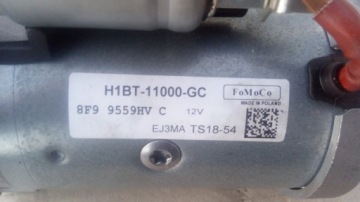 H1BT-11000-GC
FoMoCo
MADE IN POLAND
8F9 9559HV C 12V
EJ3MA TS18-54